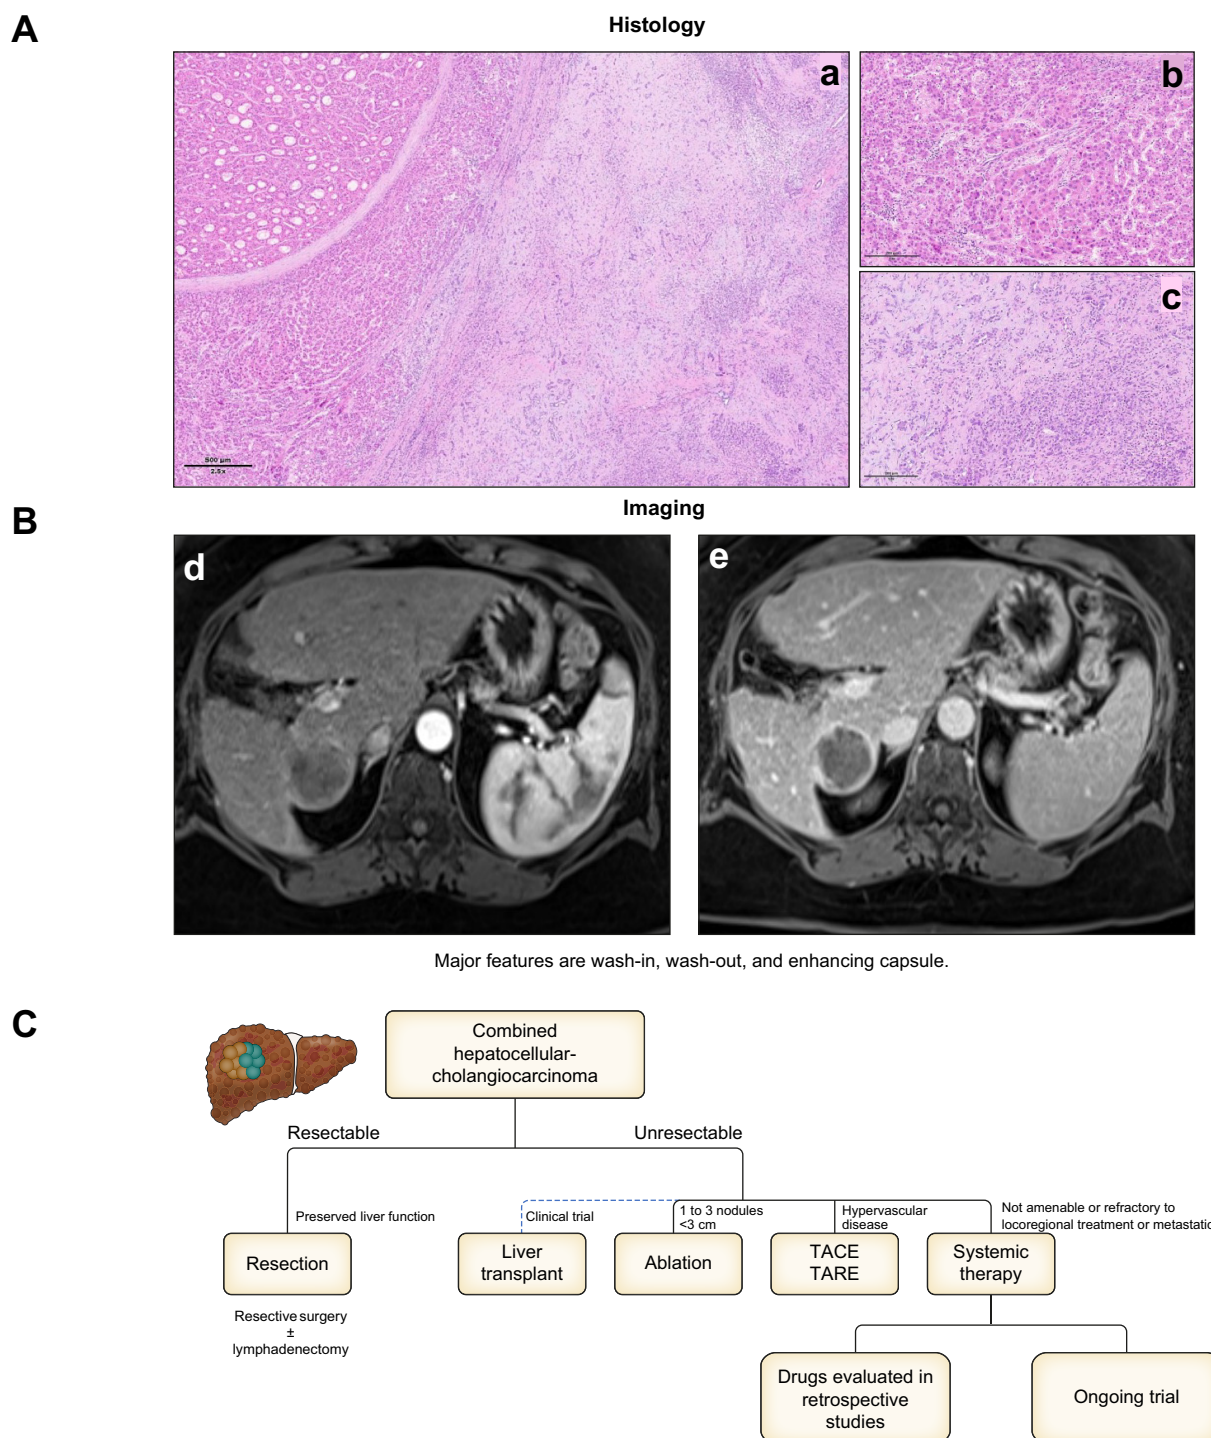 A
Histology
a
b
c
500 µm
2.5x
B
Imaging
d
e
Major features are wash-in, wash-out, and enhancing capsule.
C
Combined
hepatocellular-
cholangiocarcinoma
Resectable
Unresectable
Preserved liver function
Clinical trial
1 to 3 nodules
<3 cm
Hypervascular
disease
Not amenable or refractory to
locoregional treatment or metastatic
Resection
Liver
transplant
Ablation
TACE
TARE
Systemic
therapy
Resective surgery
±
lymphadenectomy
Drugs evaluated in
retrospective
studies
Ongoing trial